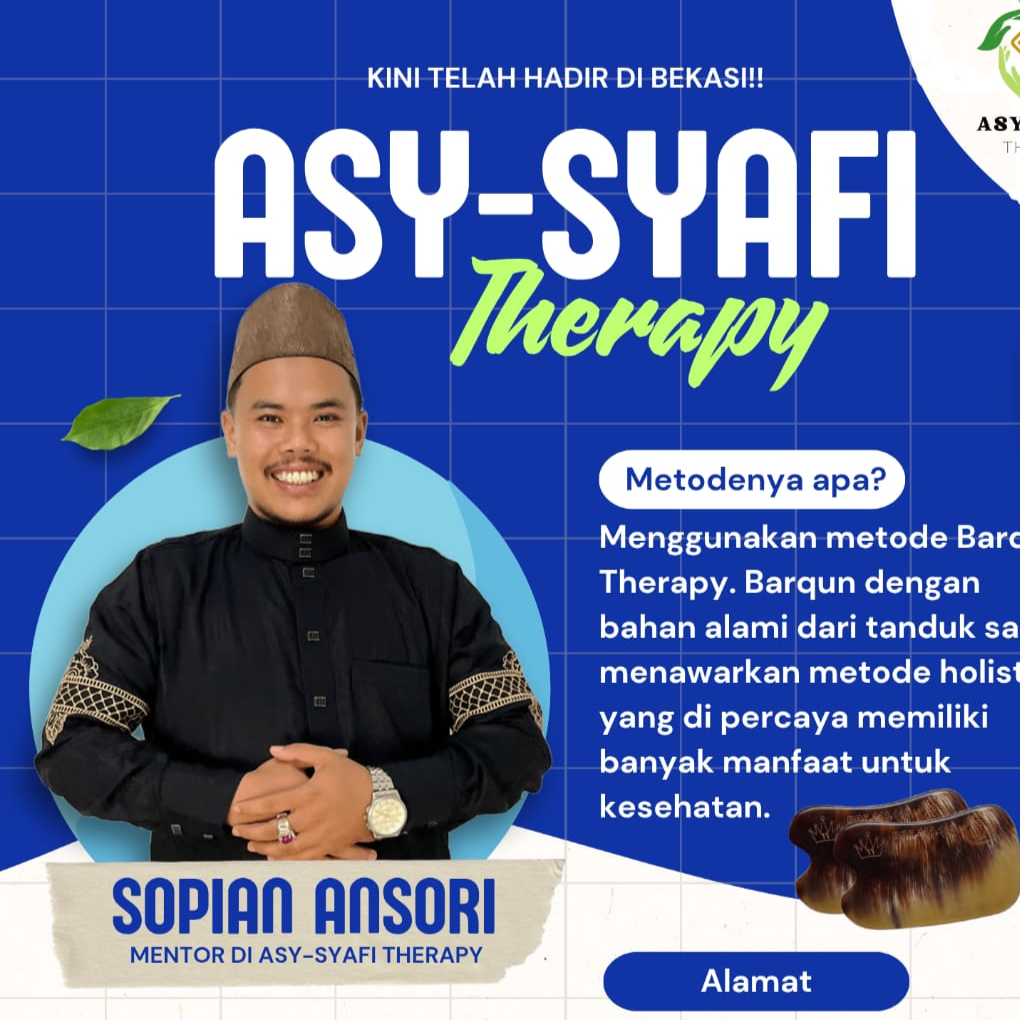 KINI TELAH HADIR DI BEKASI!!
ASY-SYAFI
Therapy
Metodenya apa?
Menggunakan metode
Therapy. Barqun dengan
bahan alami dari tanduk
menawarkan metode
yang di percaya memiliki
banyak manfaat untuk
kesehatan.
SOPIAN ANSORI
MENTOR DI ASY-SYAFI THERAPY
Alamat